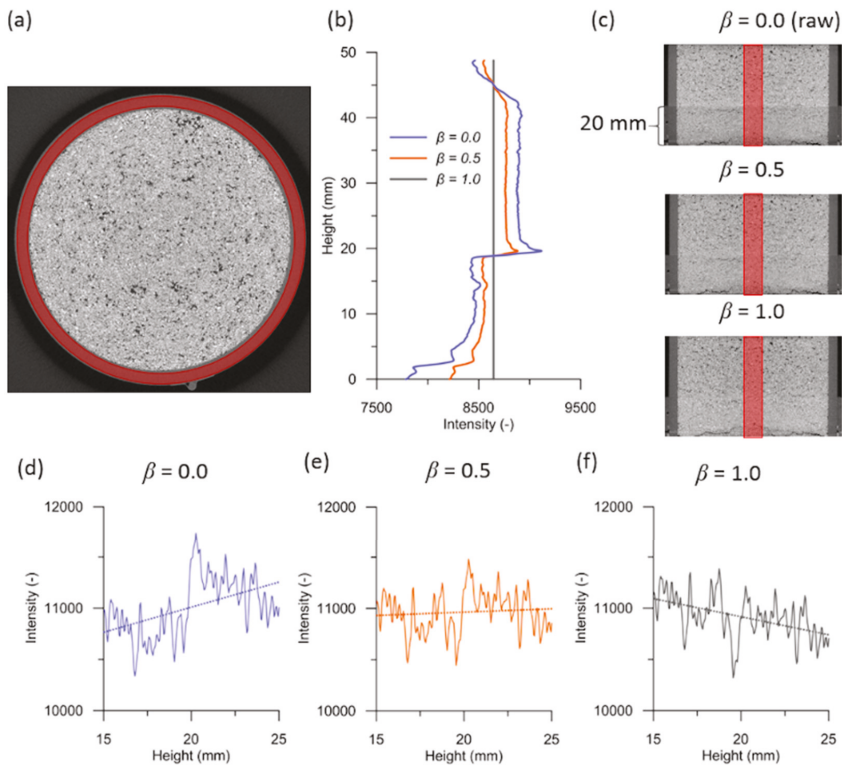 (a)
(b)
50
40
30
20
10
0
Height (mm)
β = 0.0
β = 0.5
β = 1.0
7500
8500
9500
Intensity (-)
(c)
β = 0.0 (raw)
20 mm
β = 0.5
β = 1.0
(d)
β = 0.0
12000
11000
10000
Intensity (-)
15
20
25
Height (mm)
(e)
β = 0.5
12000
11000
10000
Intensity (-)
15
20
25
Height (mm)
(f)
β = 1.0
12000
11000
10000
Intensity (-)
15
20
25
Height (mm)